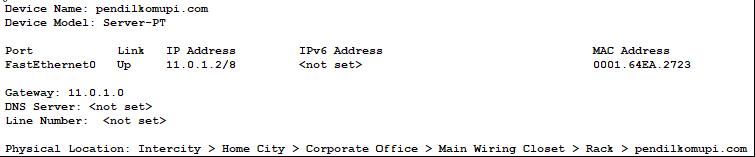 Device Name: pendilkomupi.com
Device Model: Server-PT
Port Link IP Address IPv6 Address MAC Address
FastEthernet0 Up 11.0.1.2/8 <not set> 0001.64EA.2723
Gateway: 11.0.1.0
DNS Server: <not set>
Line Number: <not set>
Physical Location: Intercity > Home City > Corporate Office > Main Wiring Closet > Rack > pendilkomupi.com